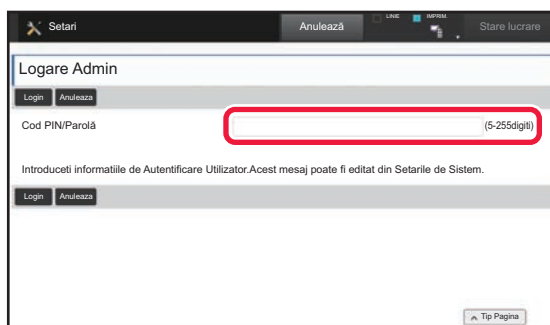 Setari Anulează LINIE IMPRIM. Stare lucrare
Logare Admin
Login Anuleaza
Cod PIN/Parolă (5-255digiti)
Introduceti informatiile de Autentificare Utilizator.Acest mesaj poate fi editat din Setarile de Sistem.
Login Anuleaza
Tip Pagina